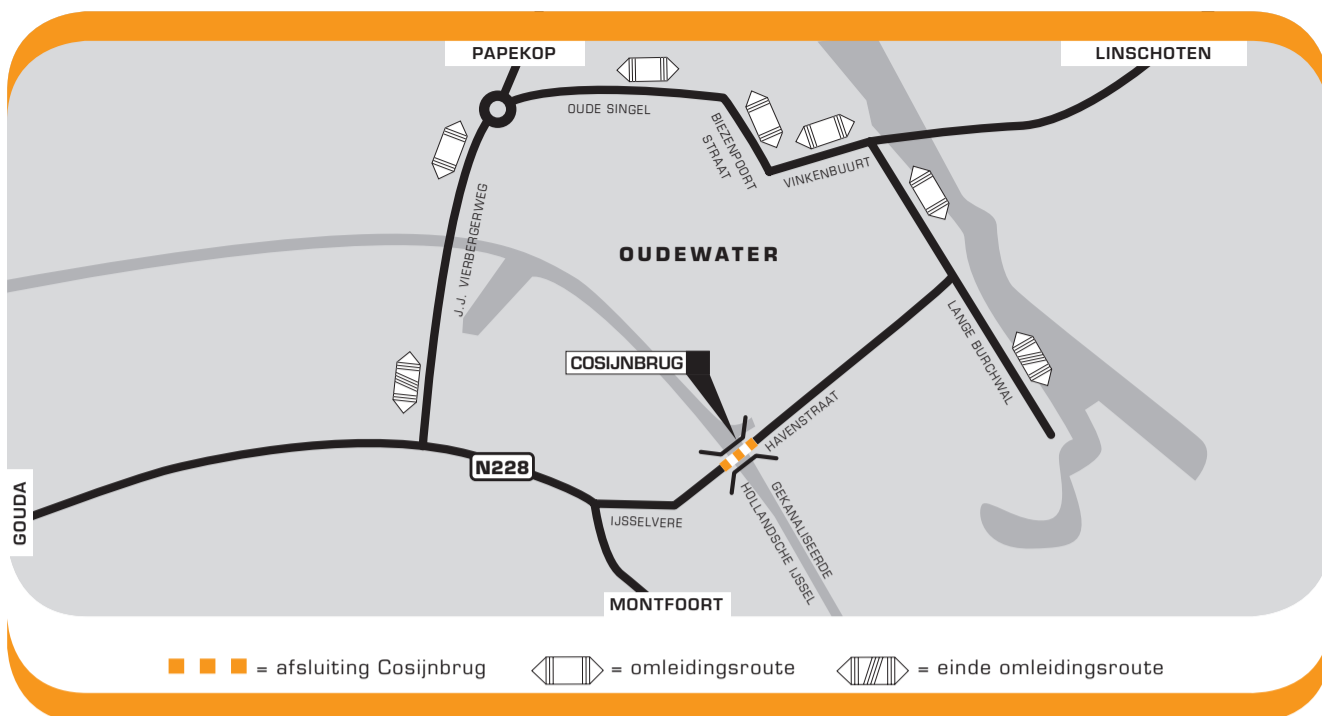 PAPEKOP
LINSCHOTEN
OUDE SINGEL
BIEZENPOORT
STRAAT
VINKENBUURT
J.J. VIERBERGERWEG
OUDEWATER
LANGE BURCHWAL
COSIJNBRUG
HAVENSTRAAT
N228
GOUDA
IJSSELVERE
GEKANALISEERDE
HOLLANDSCHE IJSSEL
MONTFOORT
= afsluiting Cosijnbrug
= omleidingsroute
= einde omleidingsroute